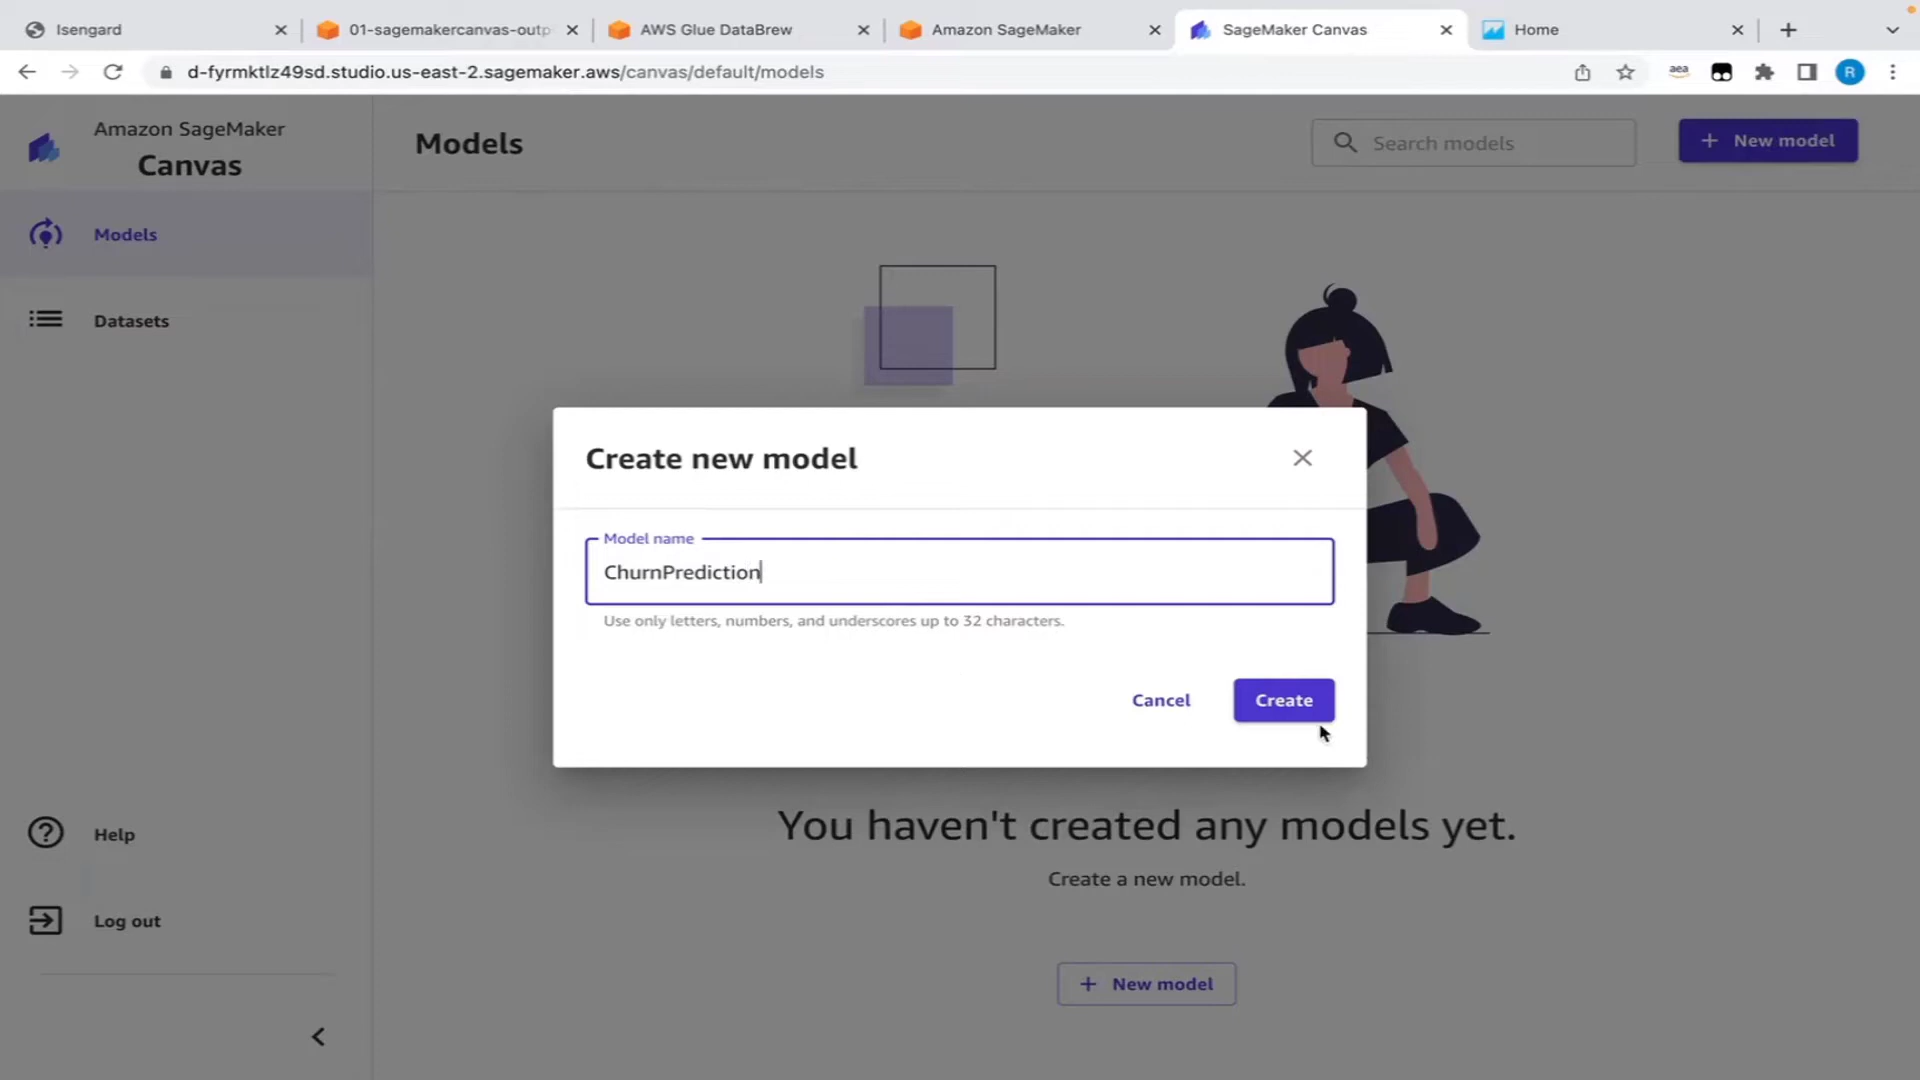 Isengard
01-sagemakercanvas-outp
AWS Glue DataBrew
Amazon SageMaker
SageMaker Canvas
Home
d-fyrmktlz49sd.studio.us-east-2.sagemaker.aws/canvas/default/models
aea
R
Amazon SageMaker
Canvas
Models
Search models
+ New model
Models
Datasets
Create new model
Model name
ChurnPrediction
Use only letters, numbers, and underscores up to 32 characters.
Cancel
Create
You haven't created any models yet.
Create a new model.
+ New model
Help
Log out